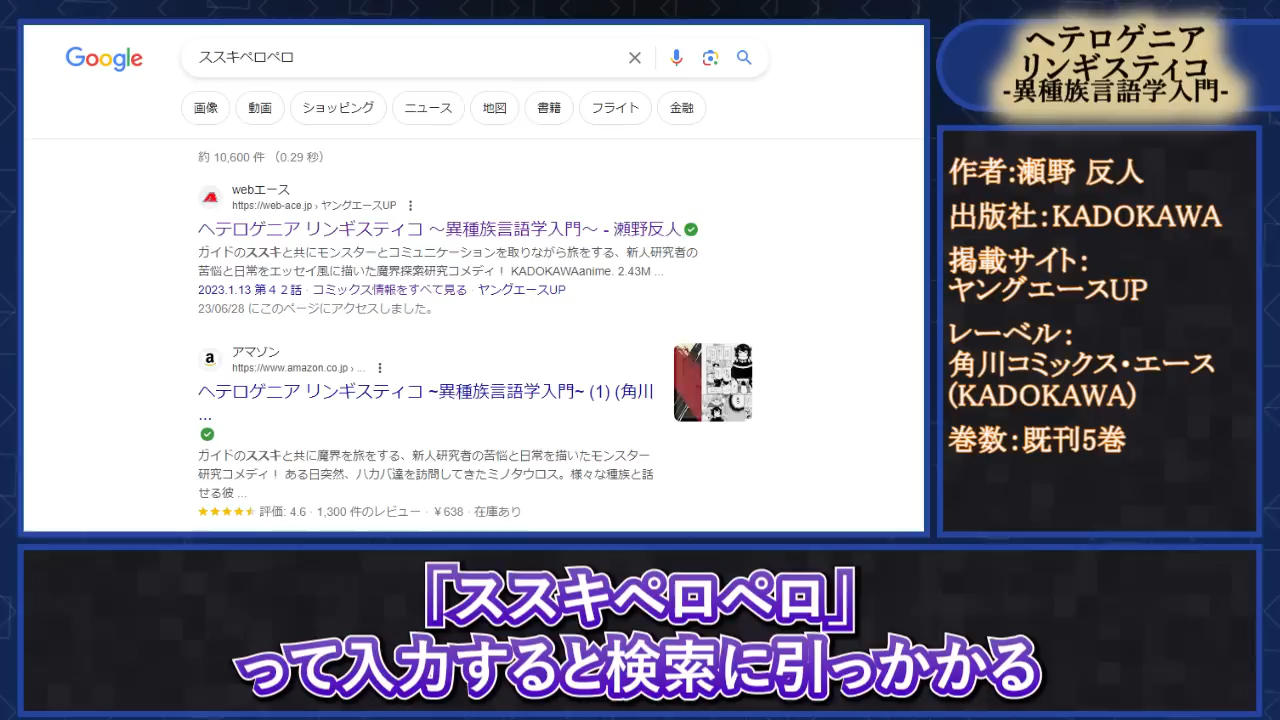 Google
ススキペロペロ
画像
動画
ショッピング
ニュース
地図
書籍
フライト
金融
約 10,600 件 （0.29 秒）
webエース
https://web-ace.jp › ヤングエースUP
ヘテロゲニア リンギスティコ ～異種族言語学入門～ - 瀬野反人
ガイドのススキと共にモンスターとコミュニケーションを取りながら旅をする、新人研究者の
苦悩と日常をエッセイ風に描いた魔界探索研究コメディ！ KADOKAWAanime. 2.43M ...
2023.1.13 第４２話 · コミックス情報をすべて見る · ヤングエースUP
23/06/28 にこのページにアクセスしました。
a
アマゾン
https://www.amazon.co.jp › ...
ヘテロゲニア リンギスティコ ~異種族言語学入門~ (1) (角川
...
ガイドのススキと共に魔界を旅をする、新人研究者の苦悩と日常を描いたモンスター
研究コメディ！ ある日突然、ハカバ達を訪問してきたミノタウロス。様々な種族と話
せる彼 ...
評価: 4.6 · 1,300 件のレビュー · ￥638 · 在庫あり
ヘテロゲニア
リンギスティコ
-異種族言語学入門-
作者:瀬野 反人
出版社:KADOKAWA
掲載サイト:
ヤングエースUP
レーベル:
角川コミックス・エース
(KADOKAWA)
巻数:既刊5巻
『ススキペロペロ』
って入力すると検索に引っかかる